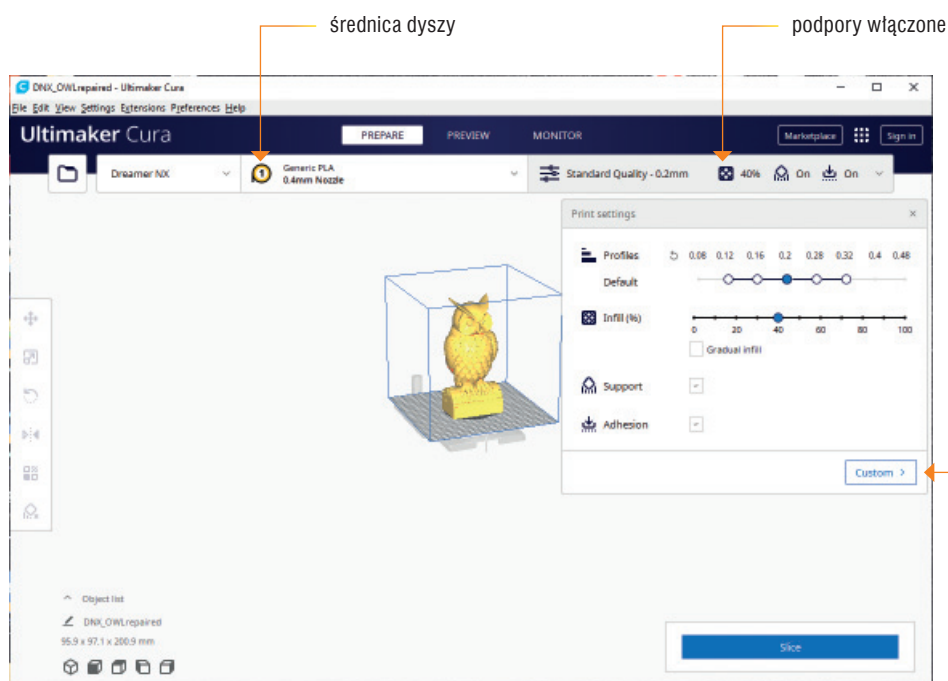 średnica dyszy
podpory włączone
DNX_OWLrepaired - Ultimaker Cura
File Edit View Settings Extensions Preferences Help
Ultimaker Cura
PREPARE
PREVIEW
MONITOR
Marketplace
Sign in
Dreamer NX
1
Generic PLA
0.4mm Nozzle
Standard Quality - 0.2mm
40%
On
On
Print settings
×
Profiles
0.08 0.12 0.16 0.2 0.28 0.32 0.4 0.48
Default
Infill (%)
0 20 40 60 80 100
Gradual infill
Support
Adhesion
Custom >
Object list
DNX_OWLrepaired
95.9 x 97.1 x 200.9 mm
Slice